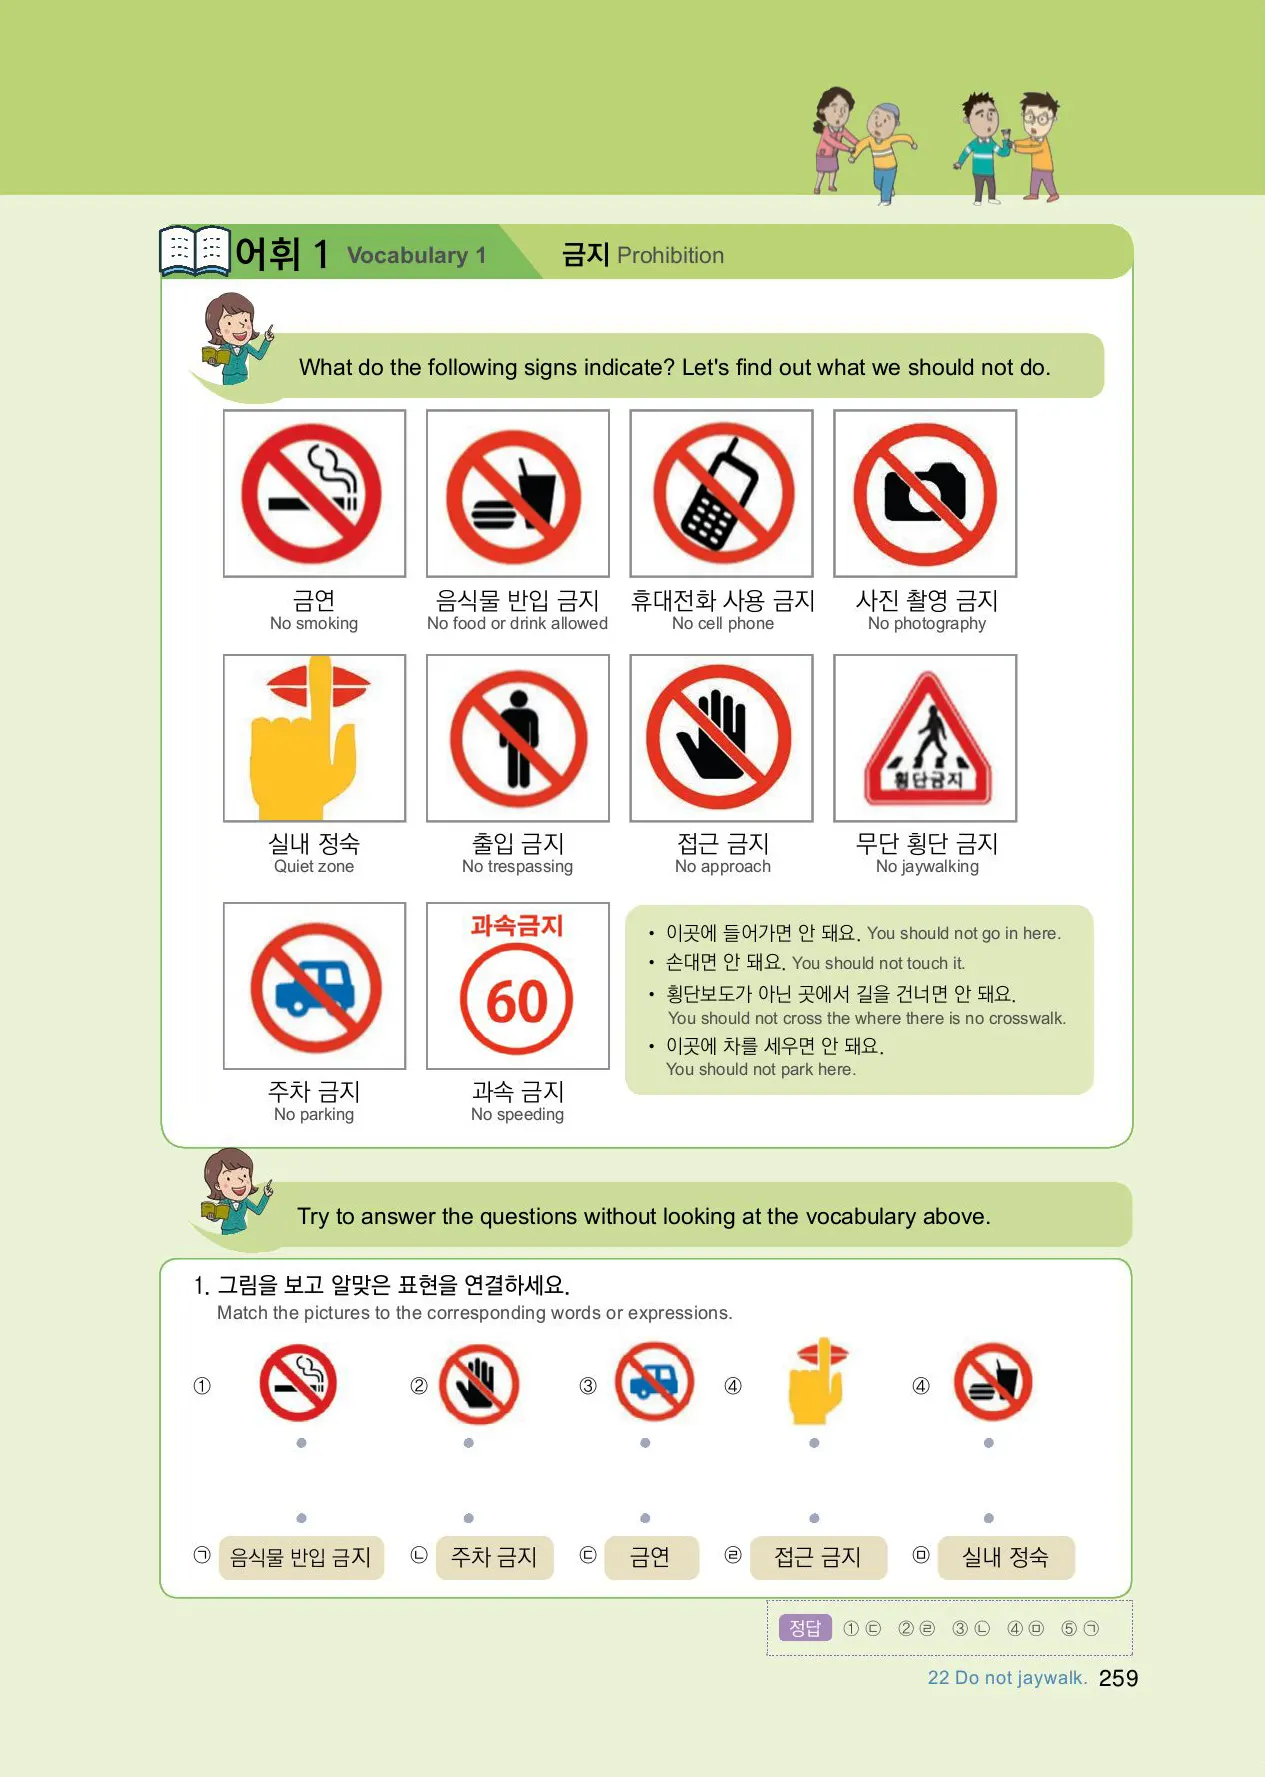 어휘 1 Vocabulary 1 금지 Prohibition
What do the following signs indicate? Let's find out what we should not do.
금연 음식물 반입 금지 휴대전화 사용 금지 사진 촬영 금지
No smoking No food or drink allowed No cell phone No photography
횡단금지
실내 정숙 출입 금지 접근 금지 무단 횡단 금지
Quiet zone No trespassing No approach No jaywalking
과속금지
60
주차 금지 과속 금지
No parking No speeding
• 이곳에 들어가면 안 돼요. You should not go in here.
• 손대면 안 돼요. You should not touch it.
• 횡단보도가 아닌 곳에서 길을 건너면 안 돼요.
You should not cross the where there is no crosswalk.
• 이곳에 차를 세우면 안 돼요.
You should not park here.
Try to answer the questions without looking at the vocabulary above.
1. 그림을 보고 알맞은 표현을 연결하세요.
Match the pictures to the corresponding words or expressions.
① ② ③ ④ ④
㉠ 음식물 반입 금지 ㉡ 주차 금지 ㉢ 금연 ㉣ 접근 금지 ㉤ 실내 정숙
정답 ① ㉢ ② ㉣ ③ ㉡ ④ ㉤ ⑤ ㉠
22 Do not jaywalk. 259